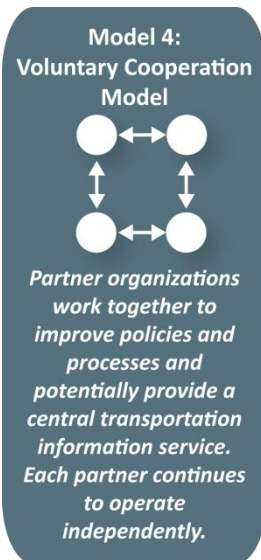 Model 4:
Voluntary Cooperation
Model
Partner organizations
work together to
improve policies and
processes and
potentially provide a
central transportation
information service.
Each partner continues
to operate
independently.